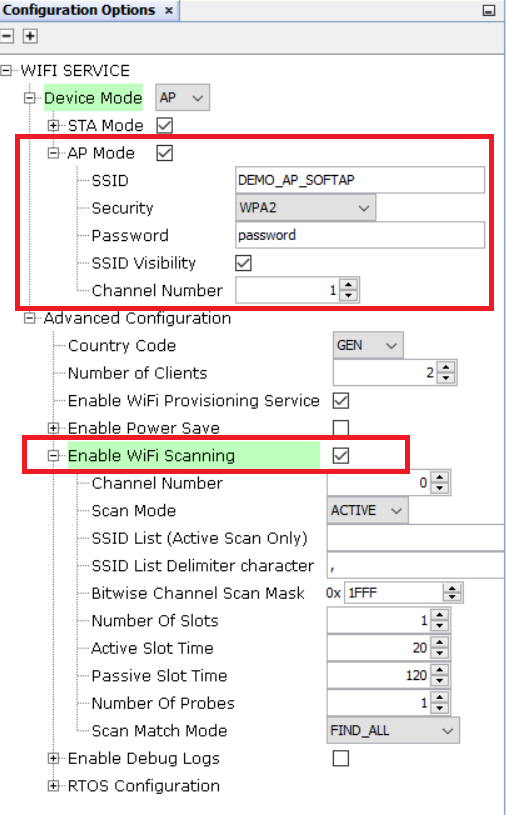 Configuration Options ×
WIFI SERVICE
Device Mode AP
STA Mode
AP Mode
SSID DEMO_AP_SOFTAP
Security WPA2
Password password
SSID Visibility
Channel Number 1
Advanced Configuration
Country Code GEN
Number of Clients 2
Enable WiFi Provisioning Service
Enable Power Save
Enable WiFi Scanning
Channel Number 0
Scan Mode ACTIVE
SSID List (Active Scan Only)
SSID List Delimiter character ,
Bitwise Channel Scan Mask 0x 1FFF
Number Of Slots 1
Active Slot Time 20
Passive Slot Time 120
Number Of Probes 1
Scan Match Mode FIND_ALL
Enable Debug Logs
RTOS Configuration